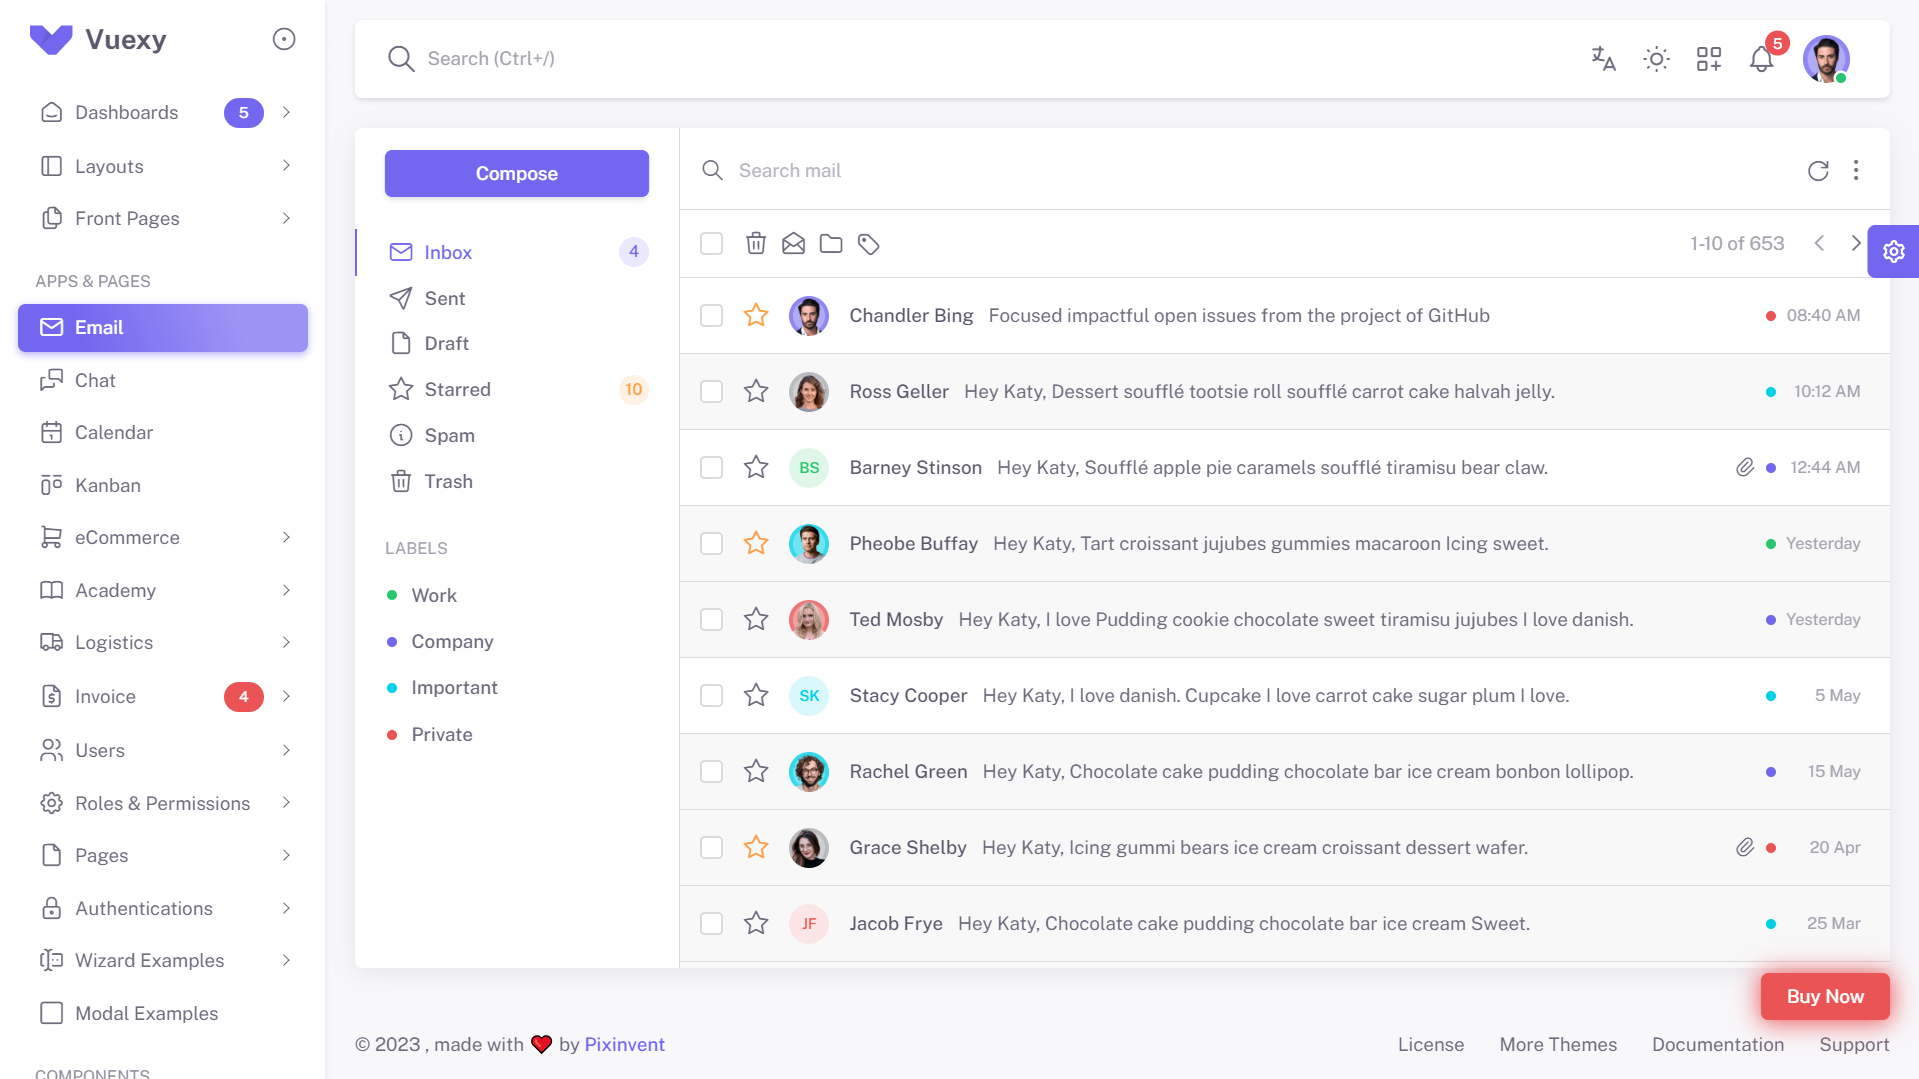 Vuexy
Dashboards 5
Layouts
Front Pages
APPS & PAGES
Email
Chat
Calendar
Kanban
eCommerce
Academy
Logistics
Invoice 4
Users
Roles & Permissions
Pages
Authentications
Wizard Examples
Modal Examples
COMPONENTS
Search (Ctrl+/)
5
Compose
Inbox 4
Sent
Draft
Starred 10
Spam
Trash
LABELS
Work
Company
Important
Private
Search mail
1-10 of 653
Chandler Bing Focused impactful open issues from the project of GitHub 08:40 AM
Ross Geller Hey Katy, Dessert soufflé tootsie roll soufflé carrot cake halvah jelly. 10:12 AM
BS Barney Stinson Hey Katy, Soufflé apple pie caramels soufflé tiramisu bear claw. 12:44 AM
Pheobe Buffay Hey Katy, Tart croissant jujubes gummies macaroon Icing sweet. Yesterday
Ted Mosby Hey Katy, I love Pudding cookie chocolate sweet tiramisu jujubes I love danish. Yesterday
SK Stacy Cooper Hey Katy, I love danish. Cupcake I love carrot cake sugar plum I love. 5 May
Rachel Green Hey Katy, Chocolate cake pudding chocolate bar ice cream bonbon lollipop. 15 May
Grace Shelby Hey Katy, Icing gummi bears ice cream croissant dessert wafer. 20 Apr
JF Jacob Frye Hey Katy, Chocolate cake pudding chocolate bar ice cream Sweet. 25 Mar
Buy Now
© 2023 , made with ❤️ by Pixinvent
License More Themes Documentation Support